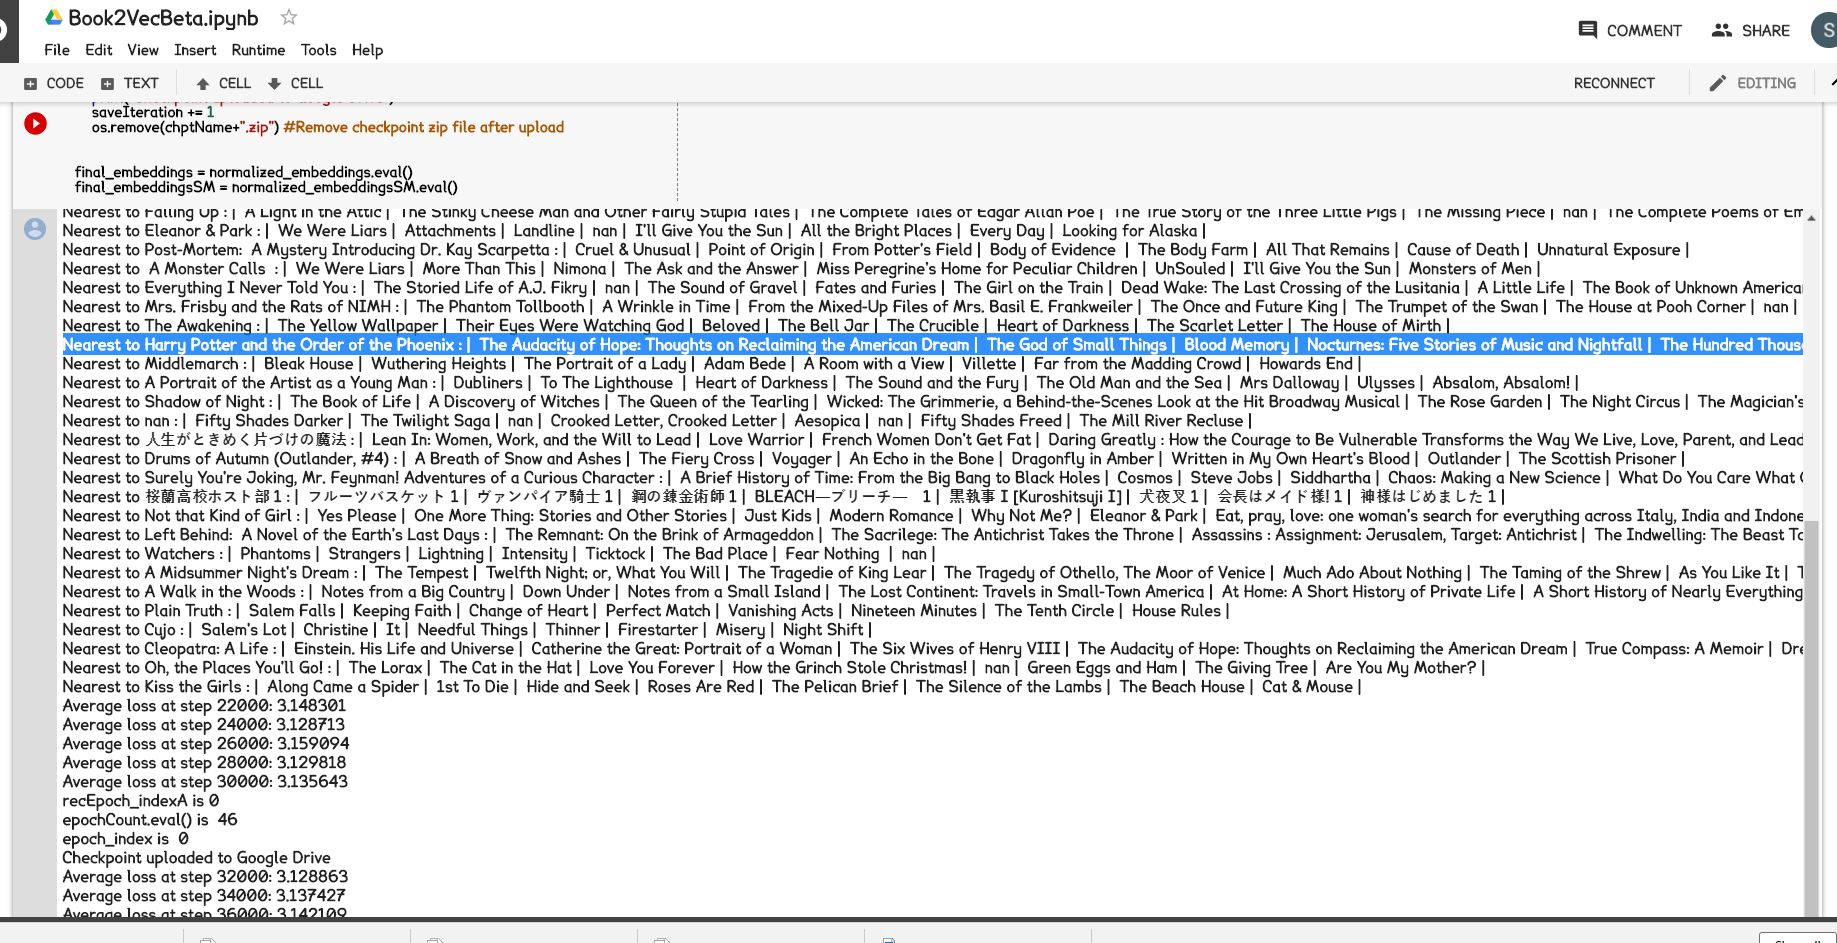 Book2VecBeta.ipynb
File Edit View Insert Runtime Tools Help
COMMENT SHARE S
CODE TEXT CELL CELL RECONNECT EDITING
saveIteration += 1
os.remove(chptName+".zip") #Remove checkpoint zip file after upload
final_embeddings = normalized_embeddings.eval()
final_embeddingsSM = normalized_embeddingsSM.eval()
Nearest to Falling Up : | A Light in the Attic | The Stinky Cheese Man and Other Fairly Stupid Tales | The Complete Tales of Edgar Allan Poe | The True Story of the Three Little Pigs | The Missing Piece | nan | The Complete Poems of Em
Nearest to Eleanor & Park : | We Were Liars | Attachments | Landline | nan | I'll Give You the Sun | All the Bright Places | Every Day | Looking for Alaska |
Nearest to Post-Mortem: A Mystery Introducing Dr. Kay Scarpetta : | Cruel & Unusual | Point of Origin | From Potter's Field | Body of Evidence | The Body Farm | All That Remains | Cause of Death | Unnatural Exposure |
Nearest to A Monster Calls : | We Were Liars | More Than This | Nimona | The Ask and the Answer | Miss Peregrine's Home for Peculiar Children | UnSouled | I'll Give You the Sun | Monsters of Men |
Nearest to Everything I Never Told You : | The Storied Life of A.J. Fikry | nan | The Sound of Gravel | Fates and Furies | The Girl on the Train | Dead Wake: The Last Crossing of the Lusitania | A Little Life | The Book of Unknown America
Nearest to Mrs. Frisby and the Rats of NIMH : | The Phantom Tollbooth | A Wrinkle in Time | From the Mixed-Up Files of Mrs. Basil E. Frankweiler | The Once and Future King | The Trumpet of the Swan | The House at Pooh Corner | nan |
Nearest to The Awakening : | The Yellow Wallpaper | Their Eyes Were Watching God | Beloved | The Bell Jar | The Crucible | Heart of Darkness | The Scarlet Letter | The House of Mirth |
Nearest to Harry Potter and the Order of the Phoenix : | The Audacity of Hope: Thoughts on Reclaiming the American Dream | The God of Small Things | Blood Memory | Nocturnes: Five Stories of Music and Nightfall | The Hundred Thous
Nearest to Middlemarch : | Bleak House | Wuthering Heights | The Portrait of a Lady | Adam Bede | A Room with a View | Villette | Far from the Madding Crowd | Howards End |
Nearest to A Portrait of the Artist as a Young Man : | Dubliners | To The Lighthouse | Heart of Darkness | The Sound and the Fury | The Old Man and the Sea | Mrs Dalloway | Ulysses | Absalom, Absalom! |
Nearest to Shadow of Night : | The Book of Life | A Discovery of Witches | The Queen of the Tearling | Wicked: The Grimmerie, a Behind-the-Scenes Look at the Hit Broadway Musical | The Rose Garden | The Night Circus | The Magician's
Nearest to nan : | Fifty Shades Darker | The Twilight Saga | nan | Crooked Letter, Crooked Letter | Aesopica | nan | Fifty Shades Freed | The Mill River Recluse |
Nearest to 人生がときめく片づけの魔法 : | Lean In: Women, Work, and the Will to Lead | Love Warrior | French Women Don't Get Fat | Daring Greatly : How the Courage to Be Vulnerable Transforms the Way We Live, Love, Parent, and Lead
Nearest to Drums of Autumn (Outlander, #4) : | A Breath of Snow and Ashes | The Fiery Cross | Voyager | An Echo in the Bone | Dragonfly in Amber | Written in My Own Heart's Blood | Outlander | The Scottish Prisoner |
Nearest to Surely You're Joking, Mr. Feynman! Adventures of a Curious Character : | A Brief History of Time: From the Big Bang to Black Holes | Cosmos | Steve Jobs | Siddhartha | Chaos: Making a New Science | What Do You Care What
Nearest to 桜蘭高校ホスト部 1 : | フルーツバスケット 1 | ヴァンパイア騎士 1 | 鋼の錬金術師 1 | BLEACH―ブリーチ― 1 | 黒執事 I [Kuroshitsuji I] | 犬夜叉 1 | 会長はメイド様! 1 | 神様はじめました 1 |
Nearest to Not that Kind of Girl : | Yes Please | One More Thing: Stories and Other Stories | Just Kids | Modern Romance | Why Not Me? | Eleanor & Park | Eat, pray, love: one woman's search for everything across Italy, India and Indone
Nearest to Left Behind: A Novel of the Earth's Last Days : | The Remnant: On the Brink of Armageddon | The Sacrilege: The Antichrist Takes the Throne | Assassins : Assignment: Jerusalem, Target: Antichrist | The Indwelling: The Beast To
Nearest to Watchers : | Phantoms | Strangers | Lightning | Intensity | Ticktock | The Bad Place | Fear Nothing | nan |
Nearest to A Midsummer Night's Dream : | The Tempest | Twelfth Night; or, What You Will | The Tragedie of King Lear | The Tragedy of Othello, The Moor of Venice | Much Ado About Nothing | The Taming of the Shrew | As You Like It | T
Nearest to A Walk in the Woods : | Notes from a Big Country | Down Under | Notes from a Small Island | The Lost Continent: Travels in Small-Town America | At Home: A Short History of Private Life | A Short History of Nearly Everything
Nearest to Plain Truth : | Salem Falls | Keeping Faith | Change of Heart | Perfect Match | Vanishing Acts | Nineteen Minutes | The Tenth Circle | House Rules |
Nearest to Cujo : | Salem's Lot | Christine | It | Needful Things | Thinner | Firestarter | Misery | Night Shift |
Nearest to Cleopatra: A Life : | Einstein. His Life and Universe | Catherine the Great: Portrait of a Woman | The Six Wives of Henry VIII | The Audacity of Hope: Thoughts on Reclaiming the American Dream | True Compass: A Memoir | Dre
Nearest to Oh, the Places You'll Go! : | The Lorax | The Cat in the Hat | Love You Forever | How the Grinch Stole Christmas! | nan | Green Eggs and Ham | The Giving Tree | Are You My Mother? |
Nearest to Kiss the Girls : | Along Came a Spider | 1st To Die | Hide and Seek | Roses Are Red | The Pelican Brief | The Silence of the Lambs | The Beach House | Cat & Mouse |
Average loss at step 22000: 3.148301
Average loss at step 24000: 3.128713
Average loss at step 26000: 3.159094
Average loss at step 28000: 3.129818
Average loss at step 30000: 3.135643
recEpoch_indexA is 0
epochCount.eval() is 46
epoch_index is 0
Checkpoint uploaded to Google Drive
Average loss at step 32000: 3.128863
Average loss at step 34000: 3.137427
Average loss at step 36000: 3.142109